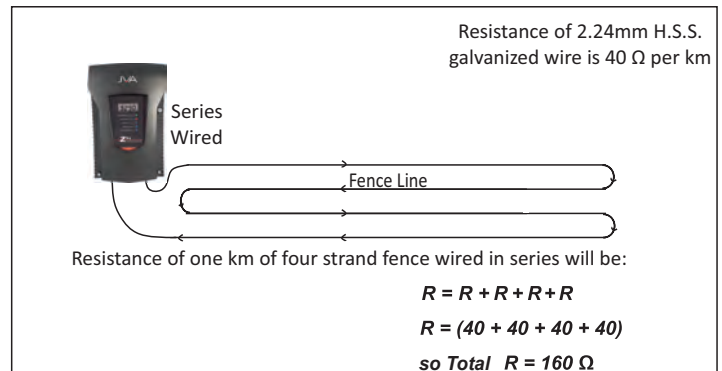 Resistance of 2.24mm H.S.S.
galvanized wire is 40 Ω per km
JVA
Series
Wired
Fence Line
Resistance of one km of four strand fence wired in series will be:
R = R + R + R + R
R = (40 + 40 + 40 + 40)
so Total R = 160 Ω